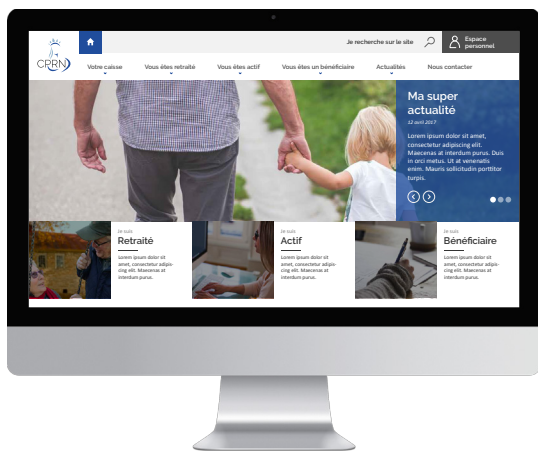 CPRN
Je recherche sur le site
Espace
personnel
Votre caisse
Vous êtes retraité
Vous êtes actif
Vous êtes un bénéficiaire
Actualités
Nous contacter
Ma super
actualité
12 avril 2017
Lorem ipsum dolor sit amet,
consectetur adipiscing elit.
Maecenas at interdum purus. Duis
in orci metus. Ut at venenatis
enim. Mauris sollicitudin porttitor
turpis.
Je suis
Retraité
Lorem ipsum dolor sit
amet, consectetur adipis-
cing elit. Maecenas at
interdum purus.
Je suis
Actif
Lorem ipsum dolor sit
amet, consectetur adipis-
cing elit. Maecenas at
interdum purus.
Je suis
Bénéficiaire
Lorem ipsum dolor sit
amet, consectetur adipis-
cing elit. Maecenas at
interdum purus.